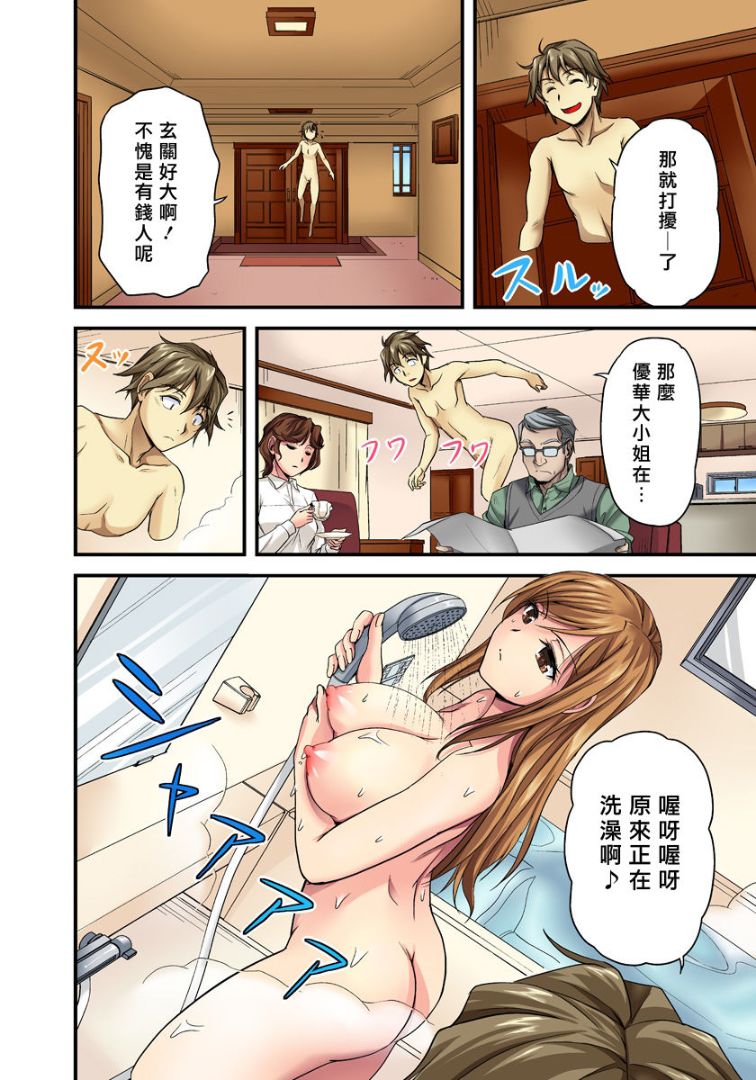 那就打擾─了
スルッ
玄關好大啊！
不愧是有錢人呢
那麼
優華大小姐在…
フワ
フワ
ヌッ
喔呀喔呀
原來正在
洗澡啊♪
シャアアア